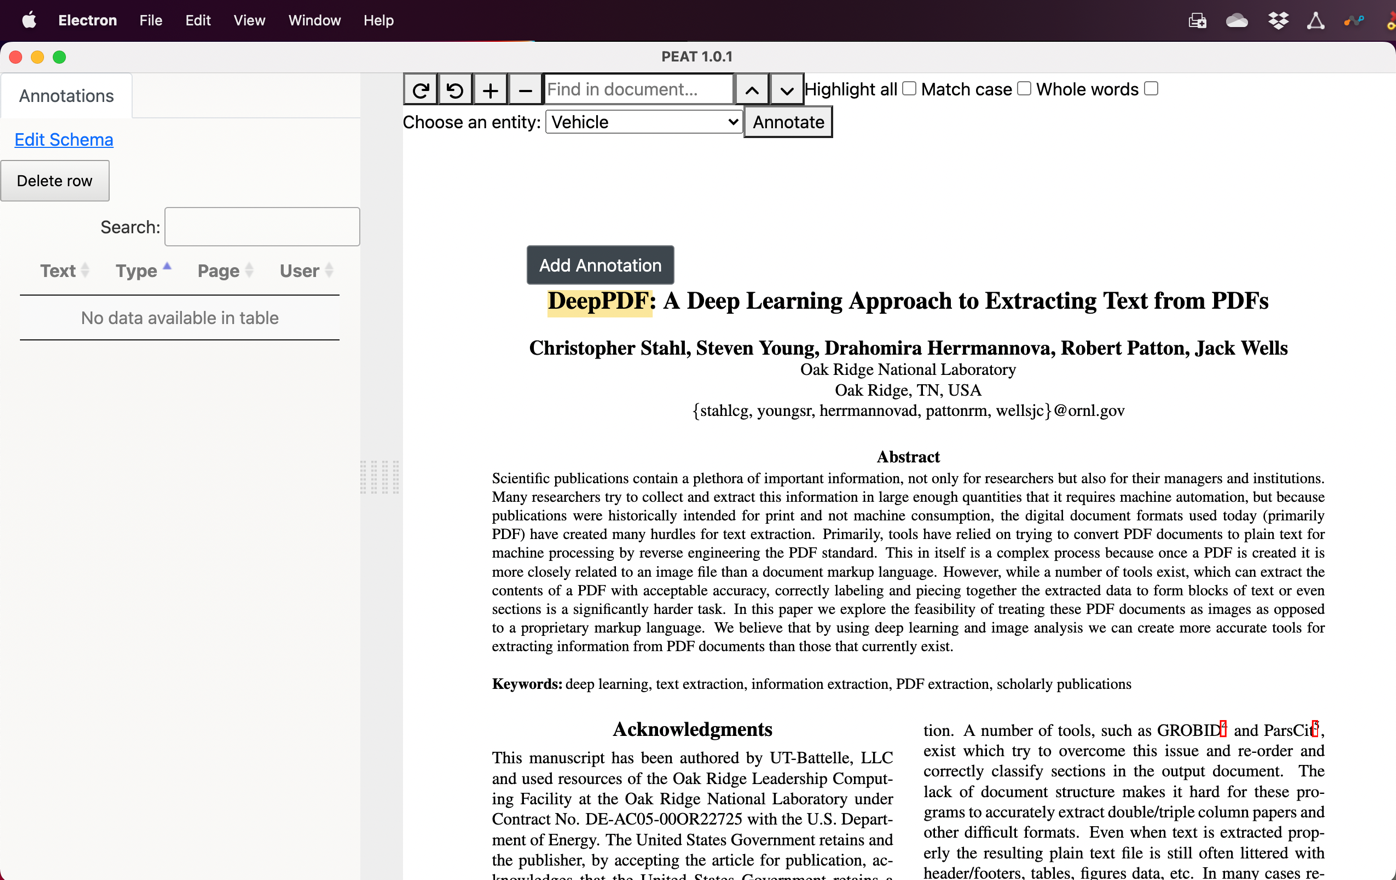 Electron File Edit View Window Help
PEAT 1.0.1
Annotations
Edit Schema
Delete row
Search:
Text Type Page User
No data available in table
Find in document... Highlight all Match case Whole words
Choose an entity: Vehicle Annotate
Add Annotation
DeepPDF: A Deep Learning Approach to Extracting Text from PDFs
Christopher Stahl, Steven Young, Drahomira Herrmannova, Robert Patton, Jack Wells
Oak Ridge National Laboratory
Oak Ridge, TN, USA
{stahlcg, youngsr, herrmannovad, pattonrm, wellsjc}@ornl.gov
Abstract
Scientific publications contain a plethora of important information, not only for researchers but also for their managers and institutions.
Many researchers try to collect and extract this information in large enough quantities that it requires machine automation, but because
publications were historically intended for print and not machine consumption, the digital document formats used today (primarily
PDF) have created many hurdles for text extraction. Primarily, tools have relied on trying to convert PDF documents to plain text for
machine processing by reverse engineering the PDF standard. This in itself is a complex process because once a PDF is created it is
more closely related to an image file than a document markup language. However, while a number of tools exist, which can extract the
contents of a PDF with acceptable accuracy, correctly labeling and piecing together the extracted data to form blocks of text or even
sections is a significantly harder task. In this paper we explore the feasibility of treating these PDF documents as images as opposed
to a proprietary markup language. We believe that by using deep learning and image analysis we can create more accurate tools for
extracting information from PDF documents than those that currently exist.
Keywords: deep learning, text extraction, information extraction, PDF extraction, scholarly publications
Acknowledgments
This manuscript has been authored by UT-Battelle, LLC
and used resources of the Oak Ridge Leadership Comput-
ing Facility at the Oak Ridge National Laboratory under
Contract No. DE-AC05-00OR22725 with the U.S. Depart-
ment of Energy. The United States Government retains and
the publisher, by accepting the article for publication, ac-
knowledges that the United States Government retains a
tion. A number of tools, such as GROBID and ParsCit,
exist which try to overcome this issue and re-order and
correctly classify sections in the output document. The
lack of document structure makes it hard for these pro-
grams to accurately extract double/triple column papers and
other difficult formats. Even when text is extracted prop-
erly the resulting plain text file is still often littered with
header/footers, tables, figures data, etc. In many cases re-